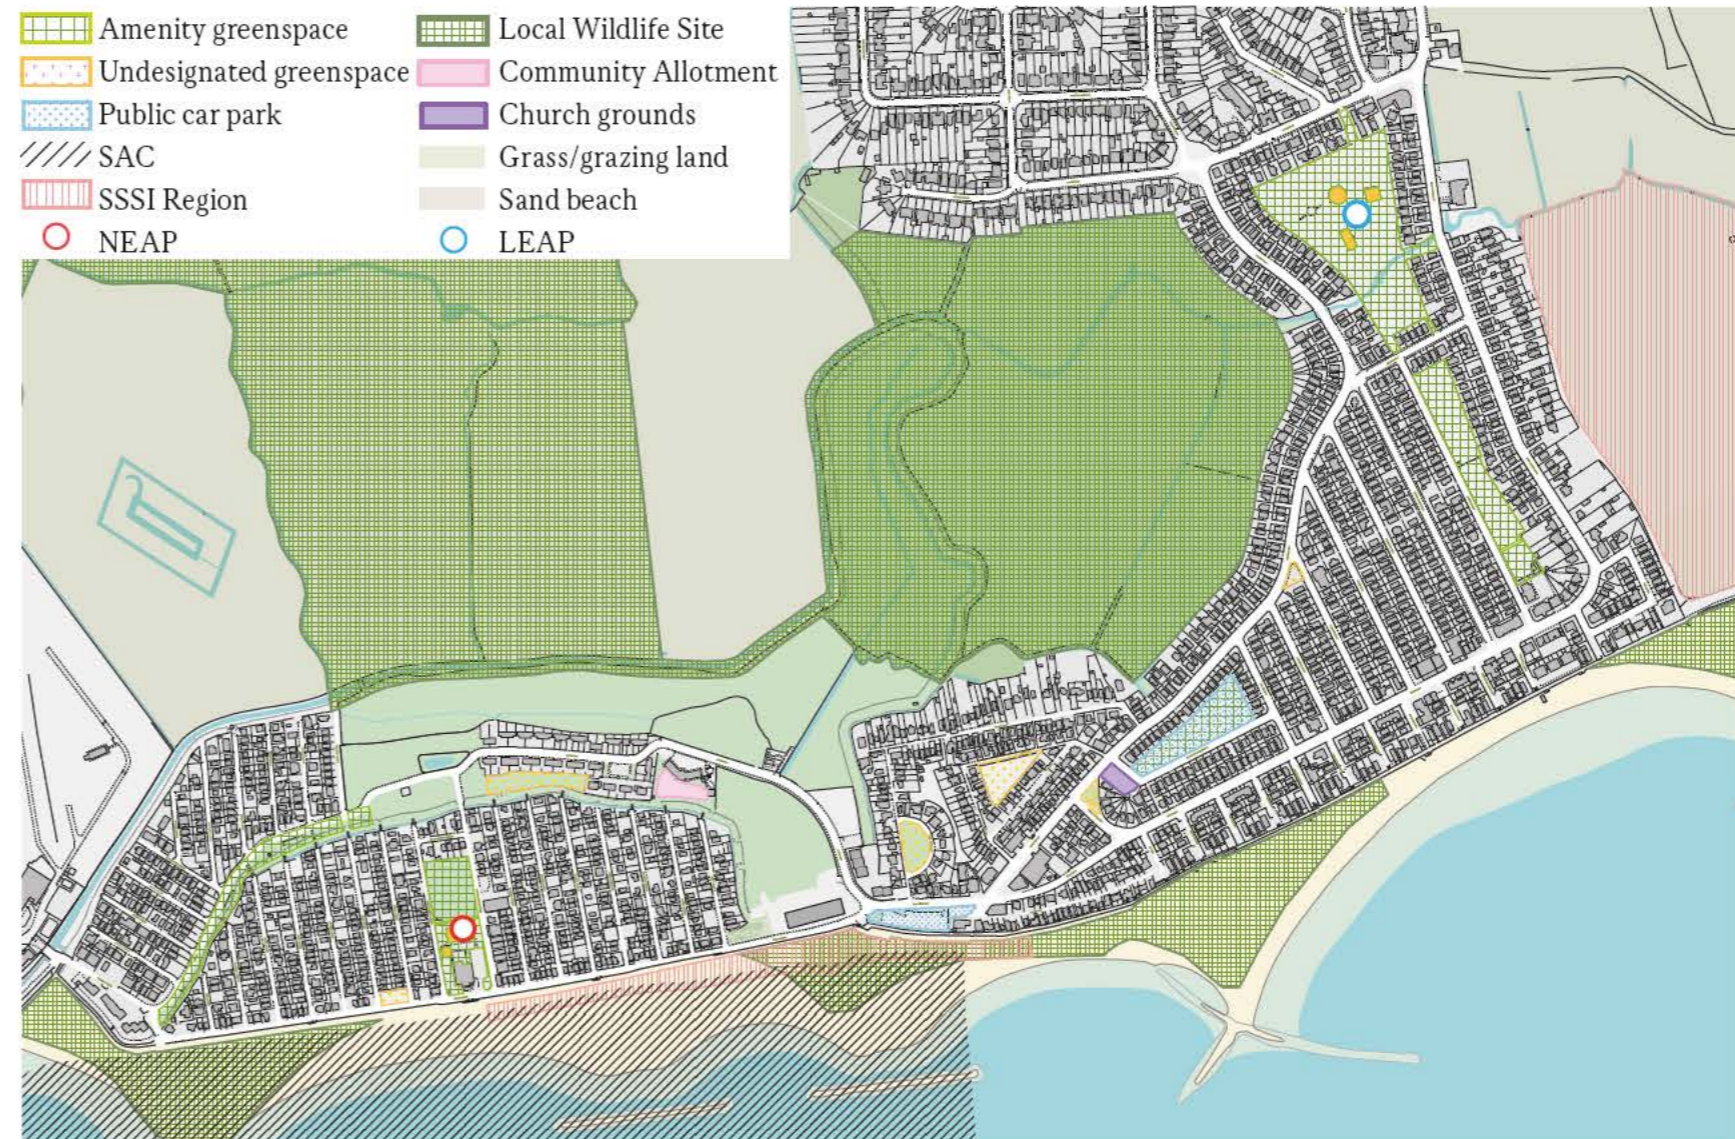 Amenity greenspace
Undesignated greenspace
Public car park
SAC
SSSI Region
NEAP
Local Wildlife Site
Community Allotment
Church grounds
Grass/grazing land
Sand beach
LEAP